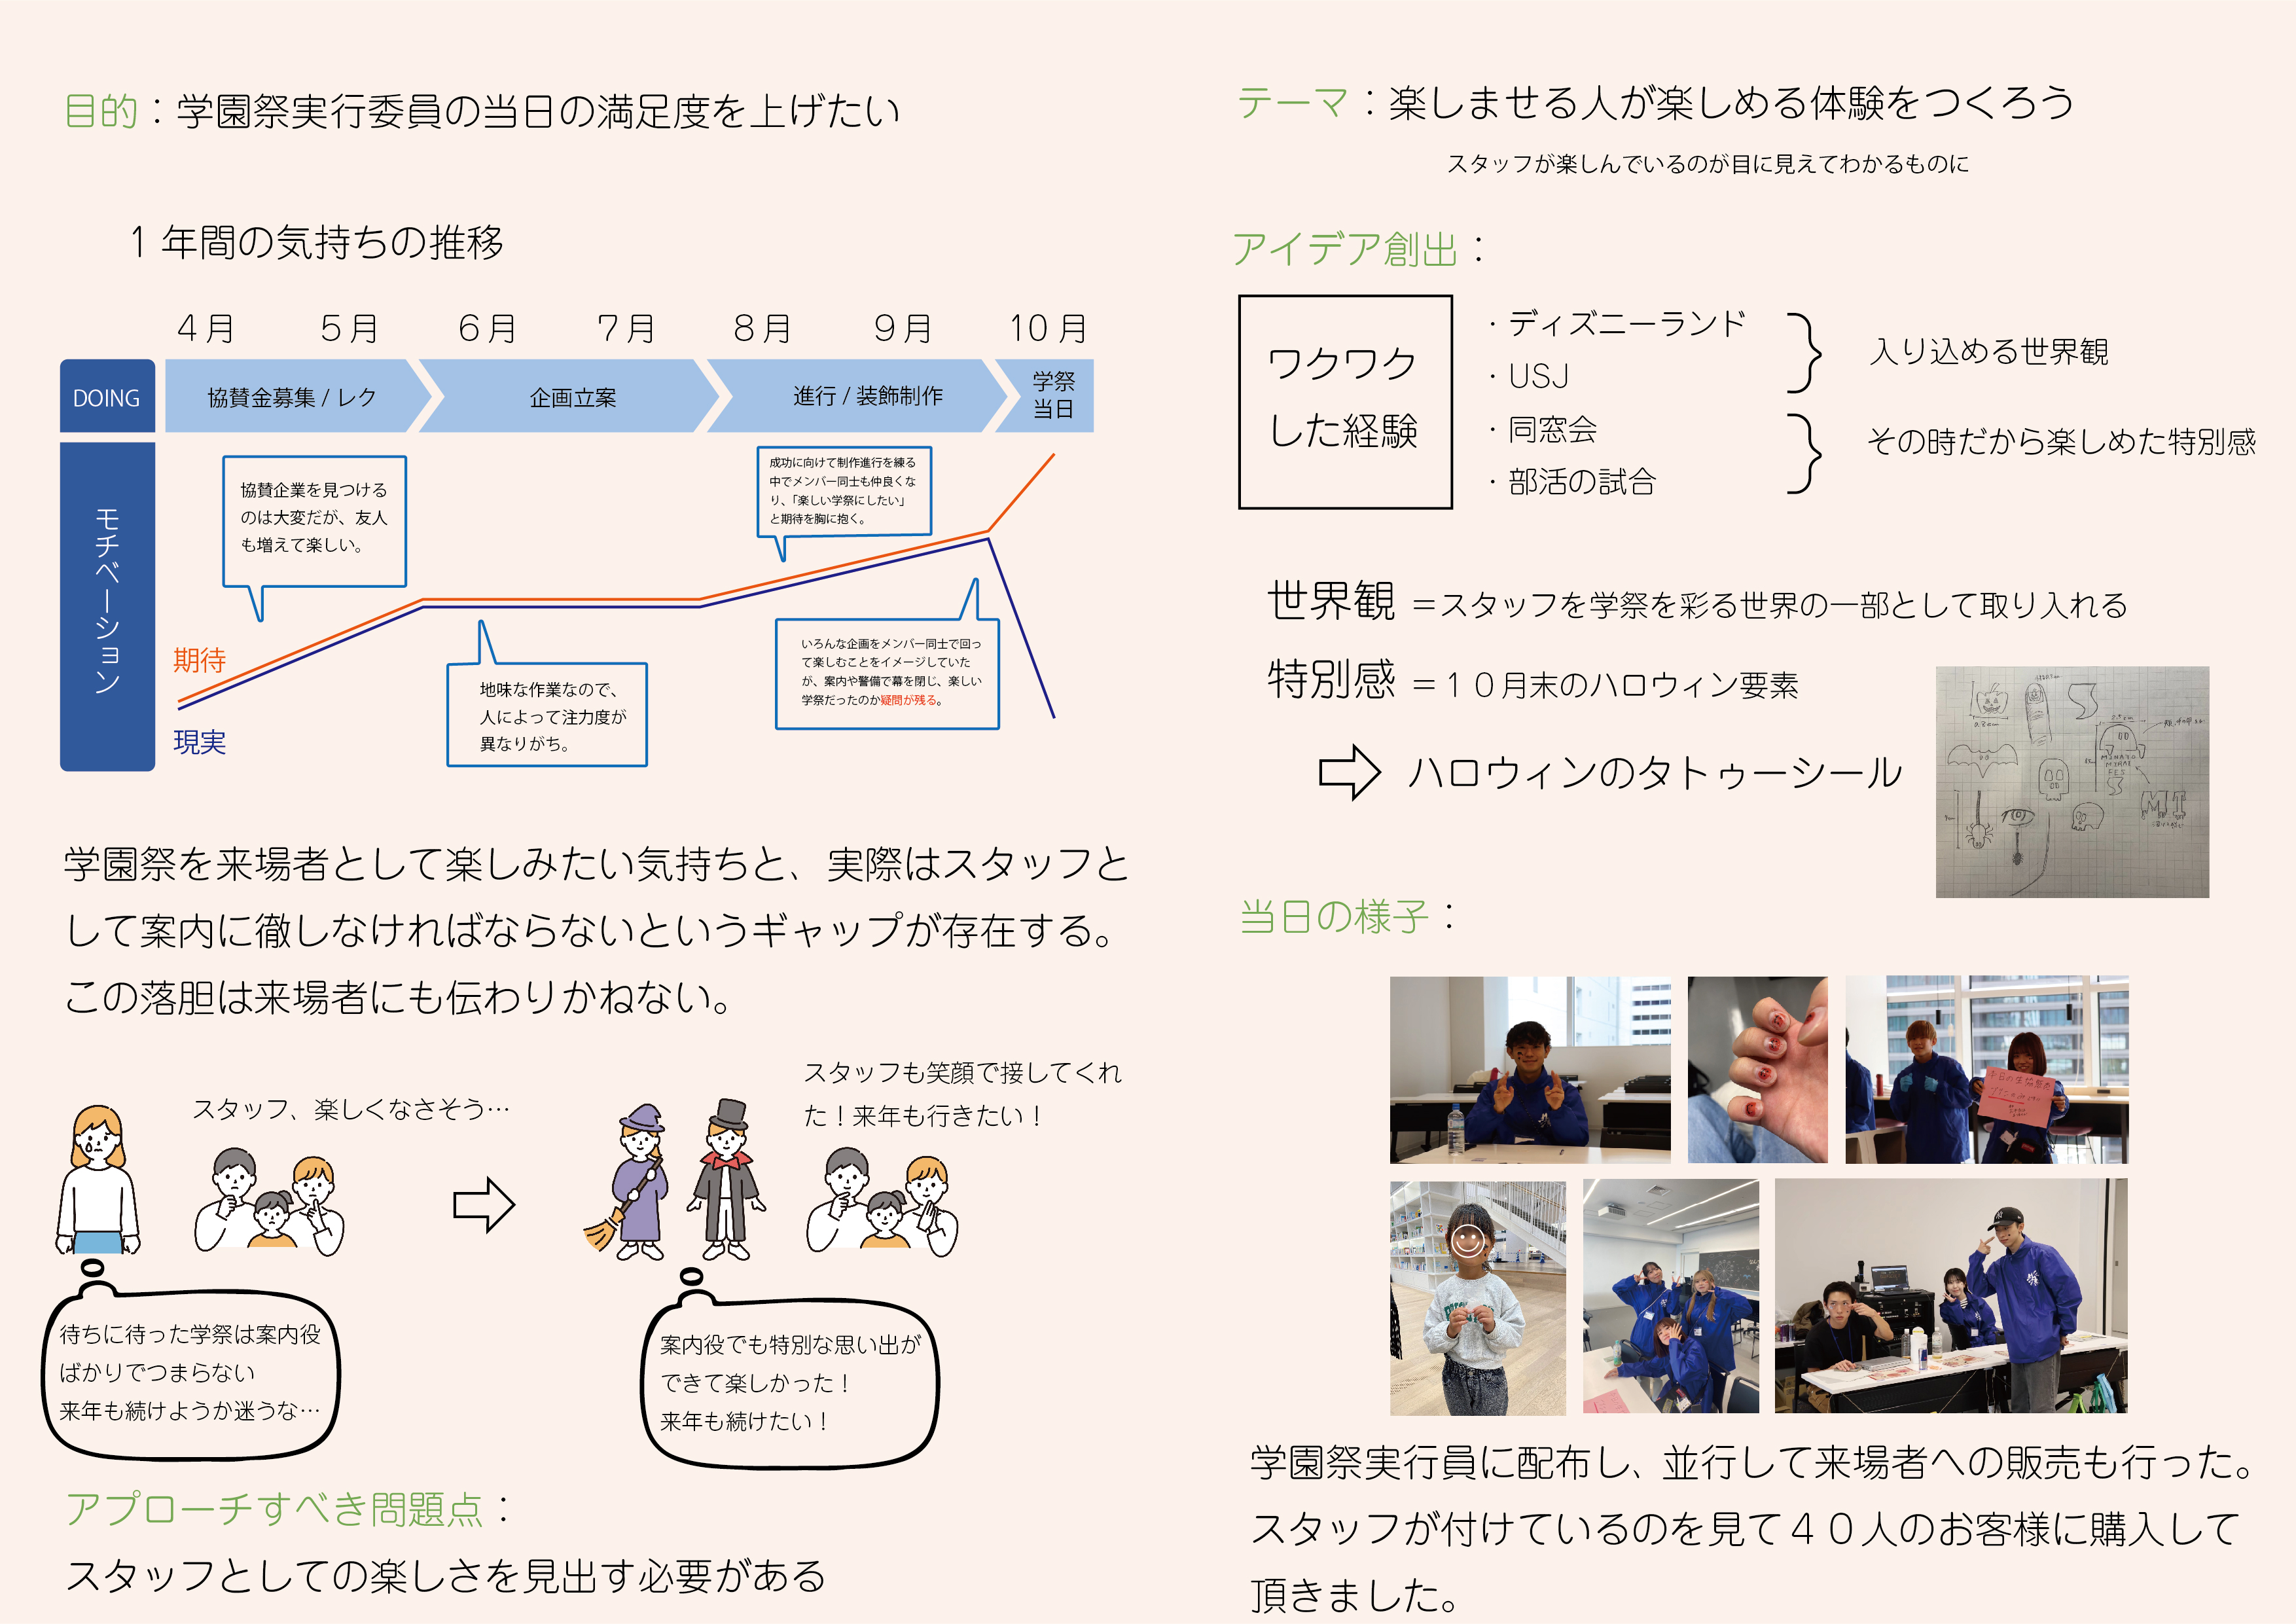 目的：学園祭実行委員の当日の満足度を上げたい
1 年間の気持ちの推移
4月 5月 6月 7月 8月 9月 10月
DOING
協賛金募集 / レク
企画立案
進行 / 装飾制作
学祭
当日
モチベーション
協賛企業を見つける
のは大変だが、友人
も増えて楽しい。
成功に向けて制作進行を練る
中でメンバー同士も仲良くな
り、「楽しい学祭にしたい」
と期待を胸に抱く。
期待
現実
地味な作業なので、
人によって注力度が
異なりがち。
いろんな企画をメンバー同士で回っ
て楽しむことをイメージしていた
が、案内や警備で幕を閉じ、楽しい
学祭だったのか疑問が残る。
学園祭を来場者として楽しみたい気持ちと、実際はスタッフと
して案内に徹しなければならないというギャップが存在する。
この落胆は来場者にも伝わりかねない。
スタッフ、楽しくなさそう…
スタッフも笑顔で接してくれ
た！来年も行きたい！
待ちに待った学祭は案内役
ばかりでつまらない
来年も続けようか迷うな…
案内役でも特別な思い出が
できて楽しかった！
来年も続けたい！
アプローチすべき問題点：
スタッフとしての楽しさを見出す必要がある
テーマ：楽しませる人が楽しめる体験をつくろう
スタッフが楽しんでいるのが目に見えてわかるものに
アイデア創出：
ワクワク
した経験
・ディズニーランド
・USJ
・同窓会
・部活の試合
入り込める世界観
その時だから楽しめた特別感
世界観 ＝スタッフを学祭を彩る世界の一部として取り入れる
特別感 ＝１０月末のハロウィン要素
ハロウィンのタトゥーシール
MINATO
MIRAI
FES
MI
当日の様子：
学園祭実行員に配布し、並行して来場者への販売も行った。
スタッフが付けているのを見て４０人のお客様に購入して
頂きました。